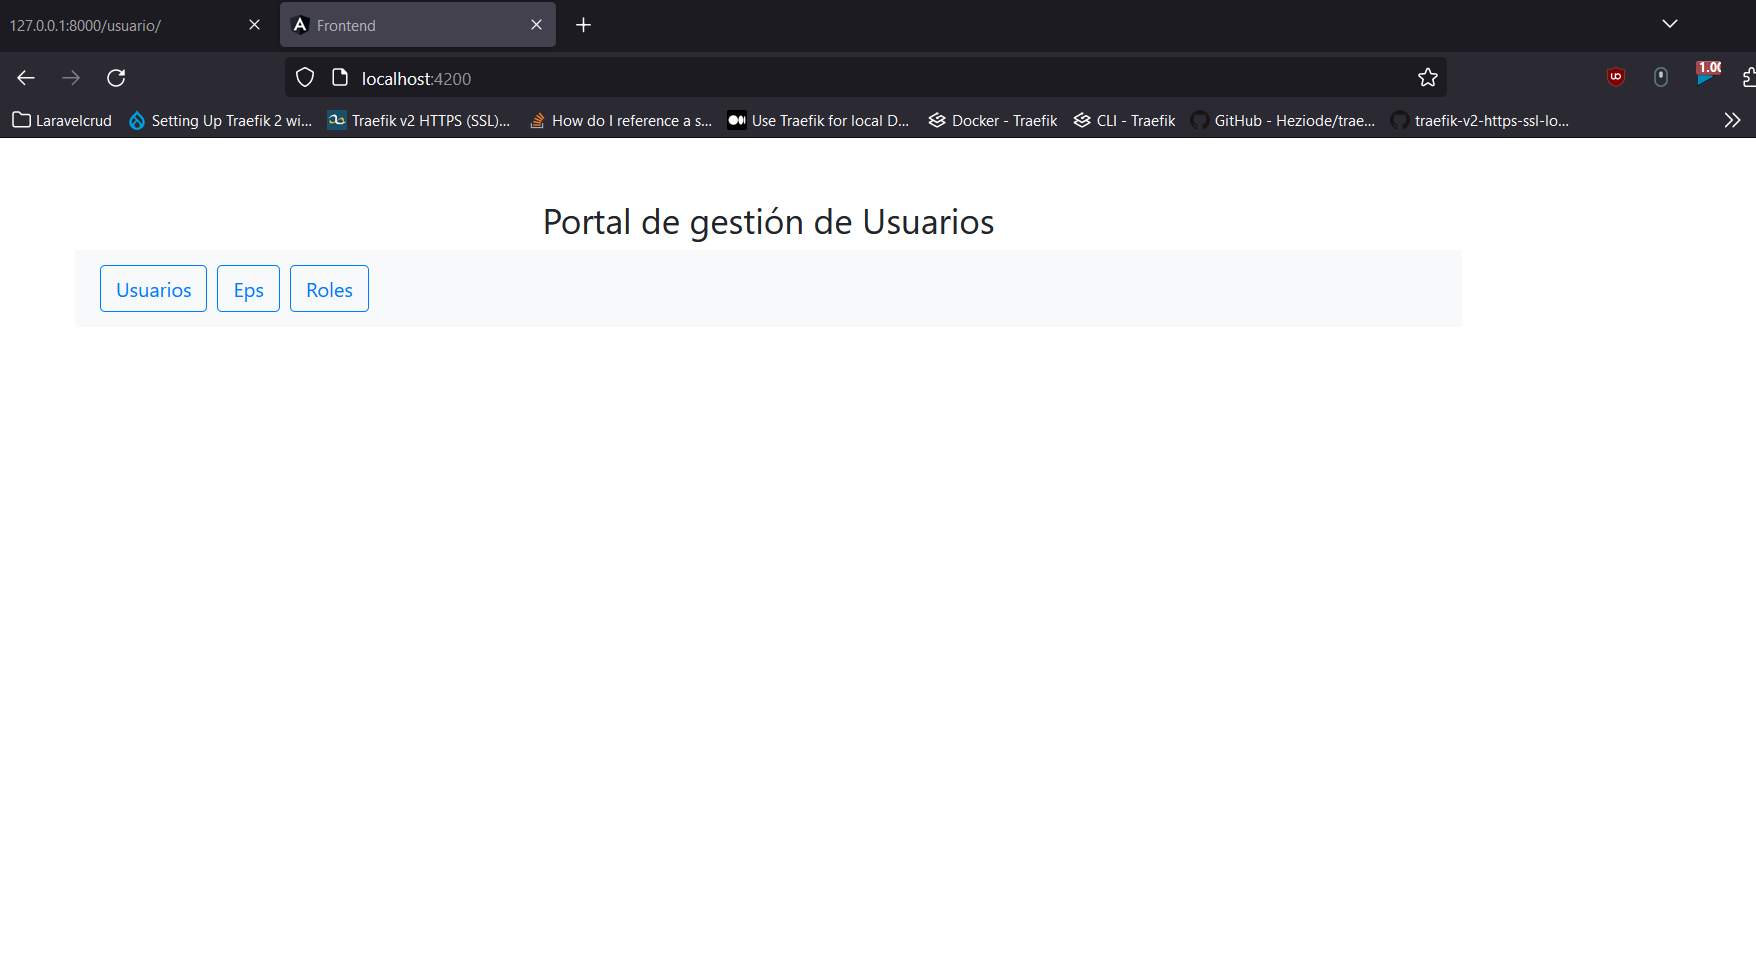 127.0.0.1:8000/usuario/
Frontend
localhost:4200
1.00
Laravelcrud
Setting Up Traefik 2 wi...
Traefik v2 HTTPS (SSL)...
How do I reference a s...
Use Traefik for local D...
Docker - Traefik
CLI - Traefik
GitHub - Heziode/trae...
traefik-v2-https-ssl-lo...
Portal de gestión de Usuarios
Usuarios Eps Roles